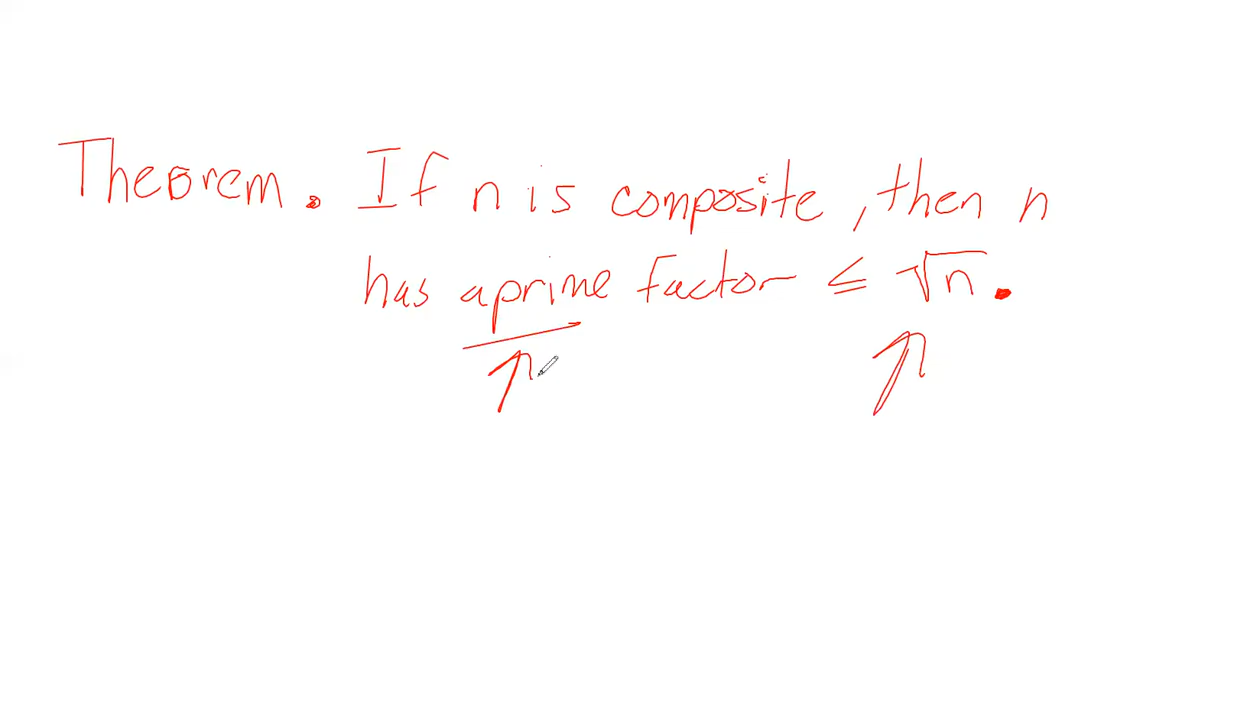 Theorem. If n is composite, then n
has a prime factor ≤ √n.